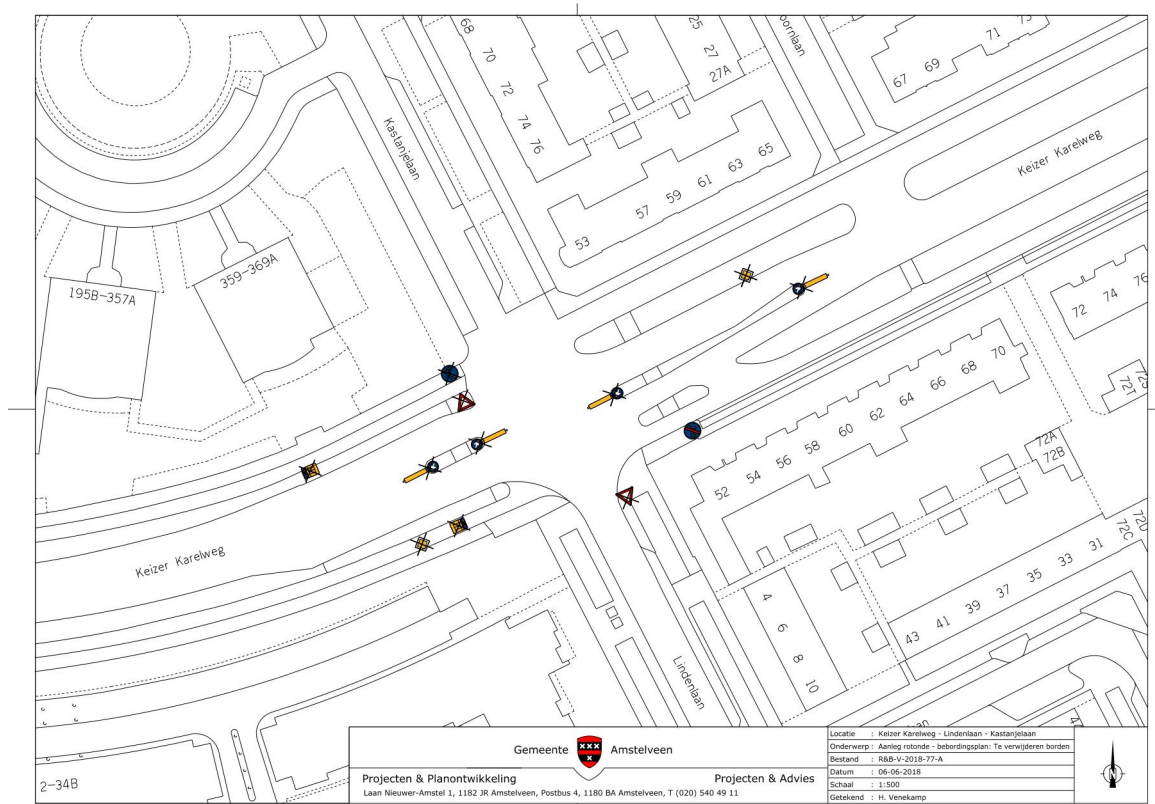 68
70
72
74
76
25
27
27A
67
69
71
Kastanjelaan
Keizer Karelweg
53
57
59
61
63
65
195B-357A
359-369A
72
74
76
72T
52
54
56
58
60
62
64
66
68
70
72A
72B
72C
72D
Keizer Karelweg
Lindenlaan
4
6
8
10
43
41
39
37
35
33
31
2-34B
Gemeente Amstelveen
Projecten & Planontwikkeling Projecten & Advies
Laan Nieuwer-Amstel 1, 1182 JR Amstelveen, Postbus 4, 1180 BA Amstelveen, T (020) 540 49 11
Locatie : Keizer Karelweg - Lindenlaan - Kastanjelaan
Onderwerp : Aanleg rotonde - bebordingsplan: Te verwijderen borden
Bestand : R&B-V-2018-77-A
Datum : 06-06-2018
Schaal : 1:500
Getekend : H. Venekamp
N